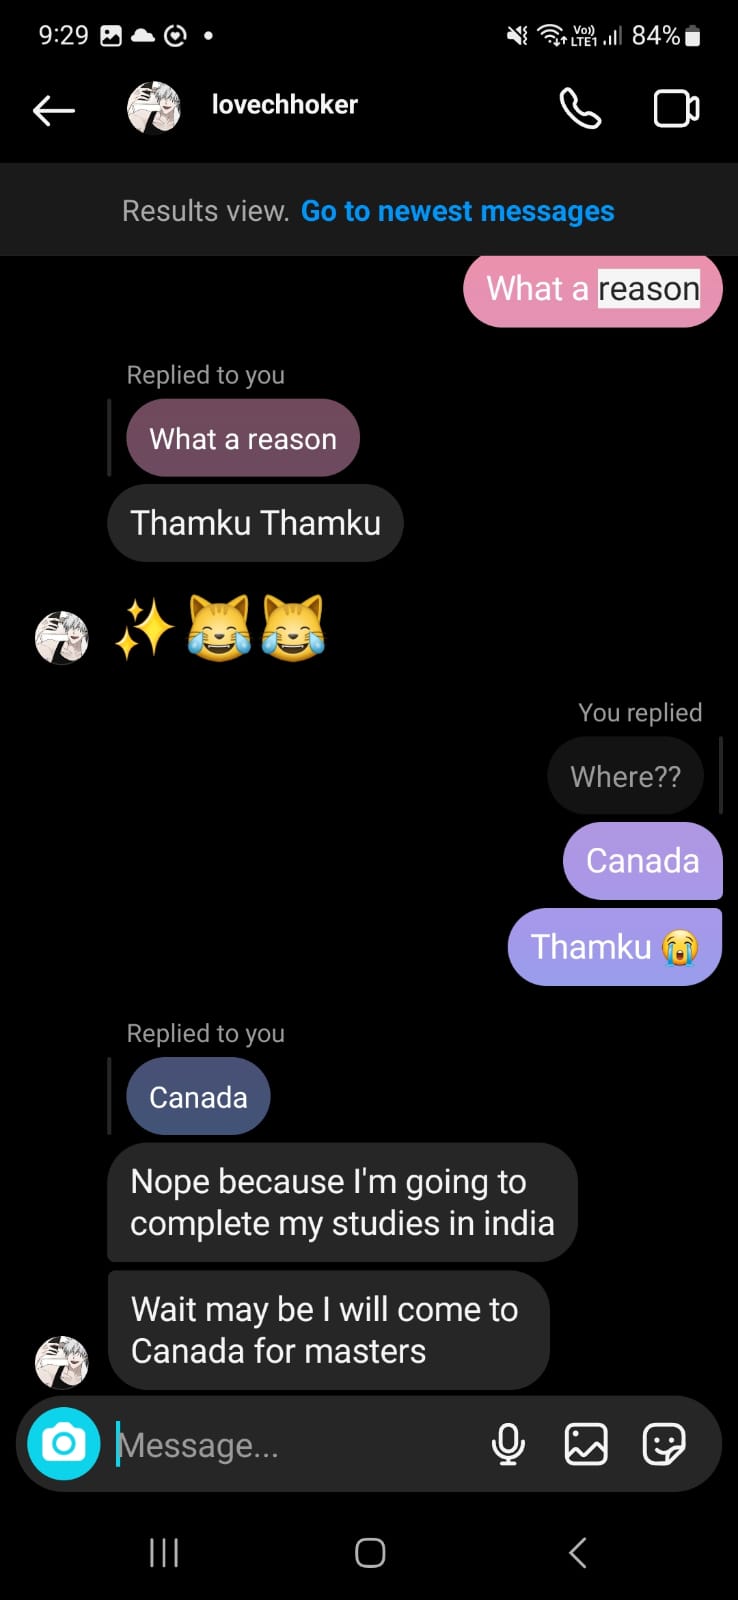 9:29
Vo))
LTE1
84%
lovechhoker
Results view. Go to newest messages
What a reason
Replied to you
What a reason
Thamku Thamku
✨😹😹
You replied
Where??
Canada
Thamku 😭
Replied to you
Canada
Nope because I'm going to
complete my studies in india
Wait may be I will come to
Canada for masters
Message...